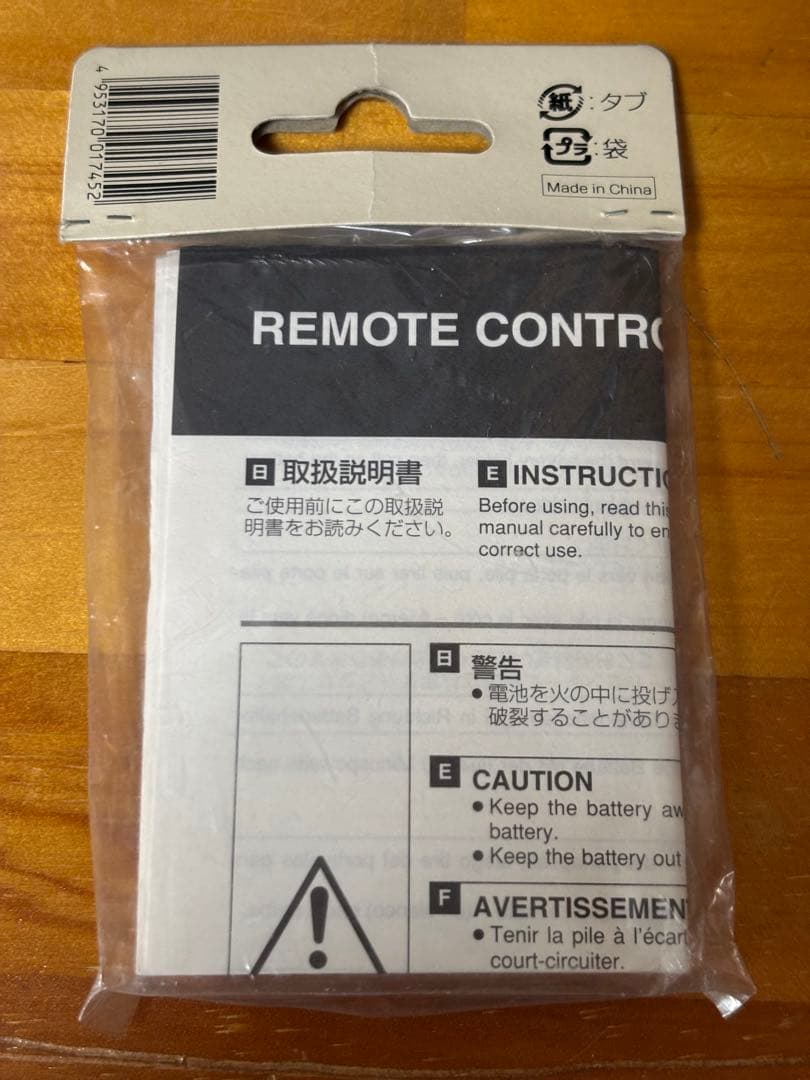 4 953170 017452
紙:タブ
プラ:袋
Made in China
REMOTE CONTRO
日 取扱説明書
ご使用前にこの取扱説
明書をお読みください。
E INSTRUCTIO
Before using, read this
manual carefully to en
correct use.
日 警告
● 電池を火の中に投げ入
破裂することがありま
E CAUTION
● Keep the battery aw
battery.
● Keep the battery out
F AVERTISSEMEN
● Tenir la pile à l'écart
court-circuiter.